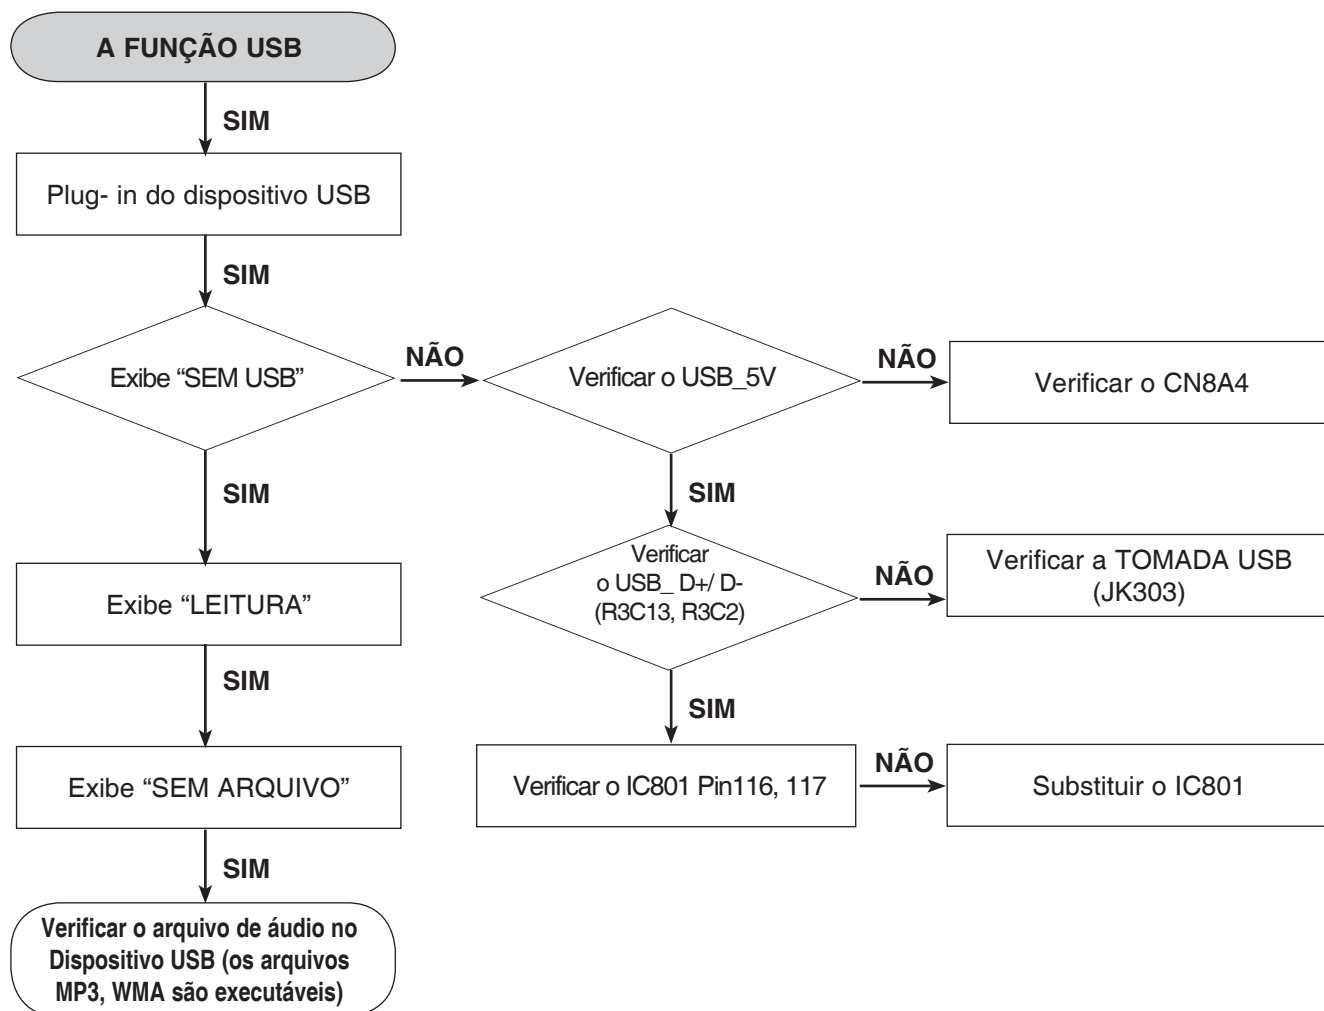 A FUNÇÃO USB
SIM
Plug- in do dispositivo USB
SIM
Exibe “SEM USB”
NÃO
Verificar o USB_5V
NÃO
Verificar o CN8A4
SIM
SIM
Verificar
o USB_ D+/ D-
(R3C13, R3C2)
NÃO
Verificar a TOMADA USB
(JK303)
Exibe “LEITURA”
SIM
SIM
Exibe “SEM ARQUIVO”
Verificar o IC801 Pin116, 117
NÃO
Substituir o IC801
SIM
Verificar o arquivo de áudio no
Dispositivo USB (os arquivos
MP3, WMA são executáveis)